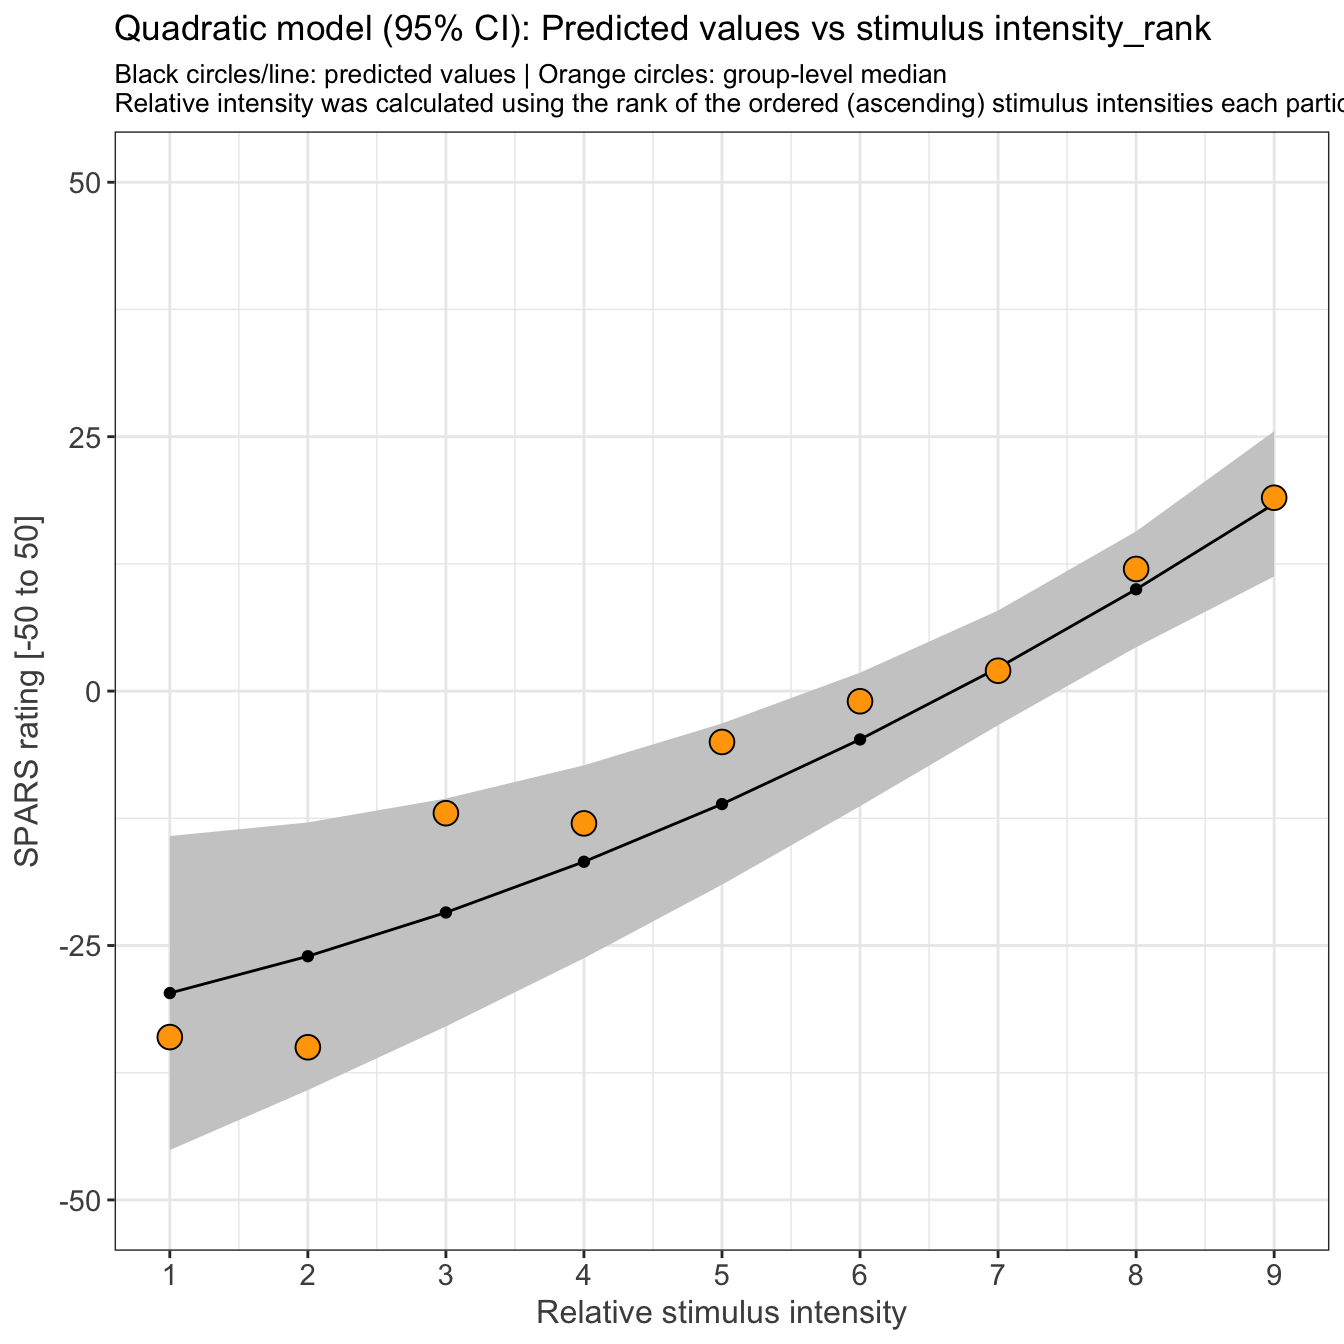 Quadratic model (95% CI): Predicted values vs stimulus intensity_rank
Black circles/line: predicted values | Orange circles: group-level median
Relative intensity was calculated using the rank of the ordered (ascending) stimulus intensities each
50
25
0
-25
-50
SPARS rating [-50 to 50]
1 2 3 4 5 6 7 8 9
Relative stimulus intensity